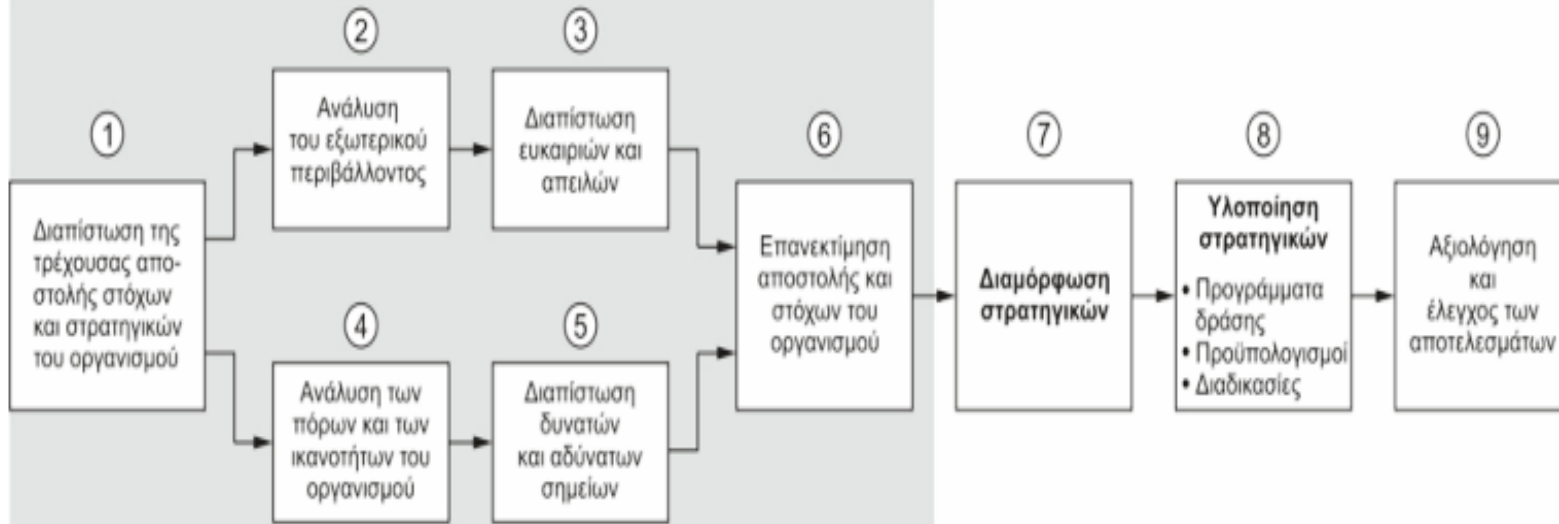 ①
Διαπίστωση της
τρέχουσας απο-
στολής στόχων
και στρατηγικών
του οργανισμού
②
Ανάλυση
του εξωτερικού
περιβάλλοντος
③
Διαπίστωση
ευκαιριών και
απειλών
④
Ανάλυση των
πόρων και των
ικανοτήτων του
οργανισμού
⑤
Διαπίστωση
δυνατών
και αδύνατων
σημείων
⑥
Επανεκτίμηση
αποστολής και
στόχων του
οργανισμού
⑦
Διαμόρφωση
στρατηγικών
⑧
Υλοποίηση
στρατηγικών
• Προγράμματα
δράσης
• Προϋπολογισμοί
• Διαδικασίες
⑨
Αξιολόγηση
και
έλεγχος των
αποτελεσμάτων